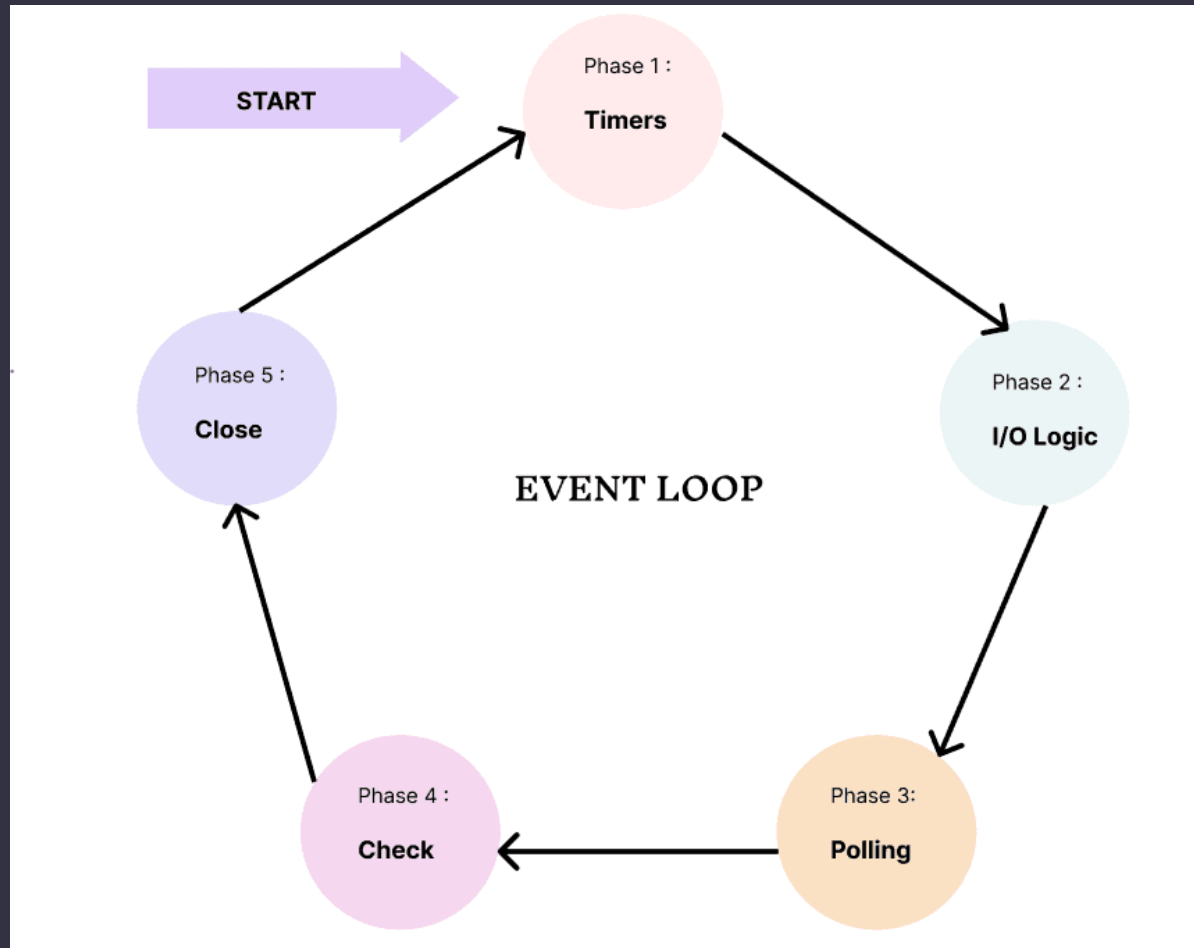 START
Phase 1 :
Timers
Phase 2 :
I/O Logic
Phase 3:
Polling
Phase 4 :
Check
Phase 5 :
Close
EVENT LOOP